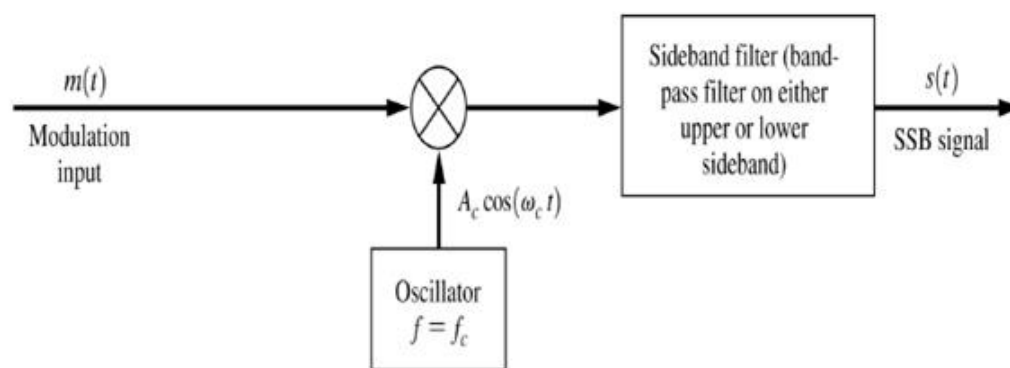 m(t)
Modulation
input
A_c cos(ω_c t)
Oscillator
f = f_c
Sideband filter (band-
pass filter on either
upper or lower
sideband)
s(t)
SSB signal